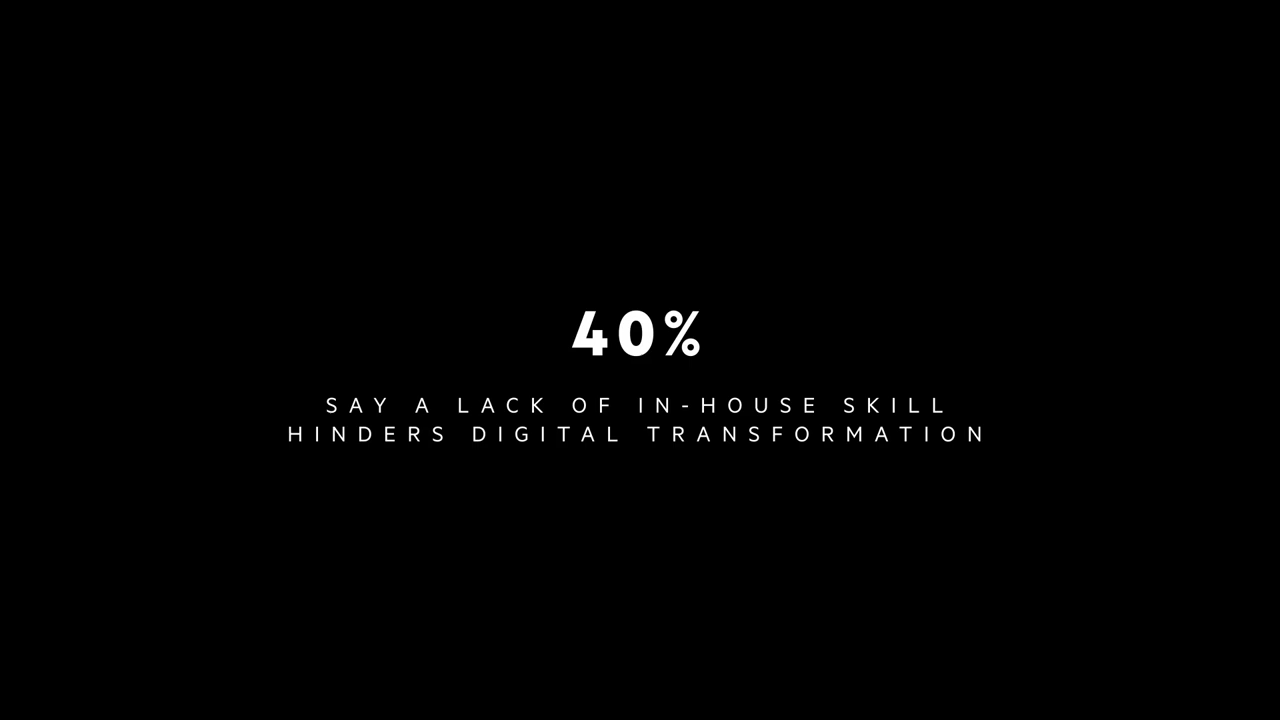 40%
SAY A LACK OF IN-HOUSE SKILL
HINDERS DIGITAL TRANSFORMATION